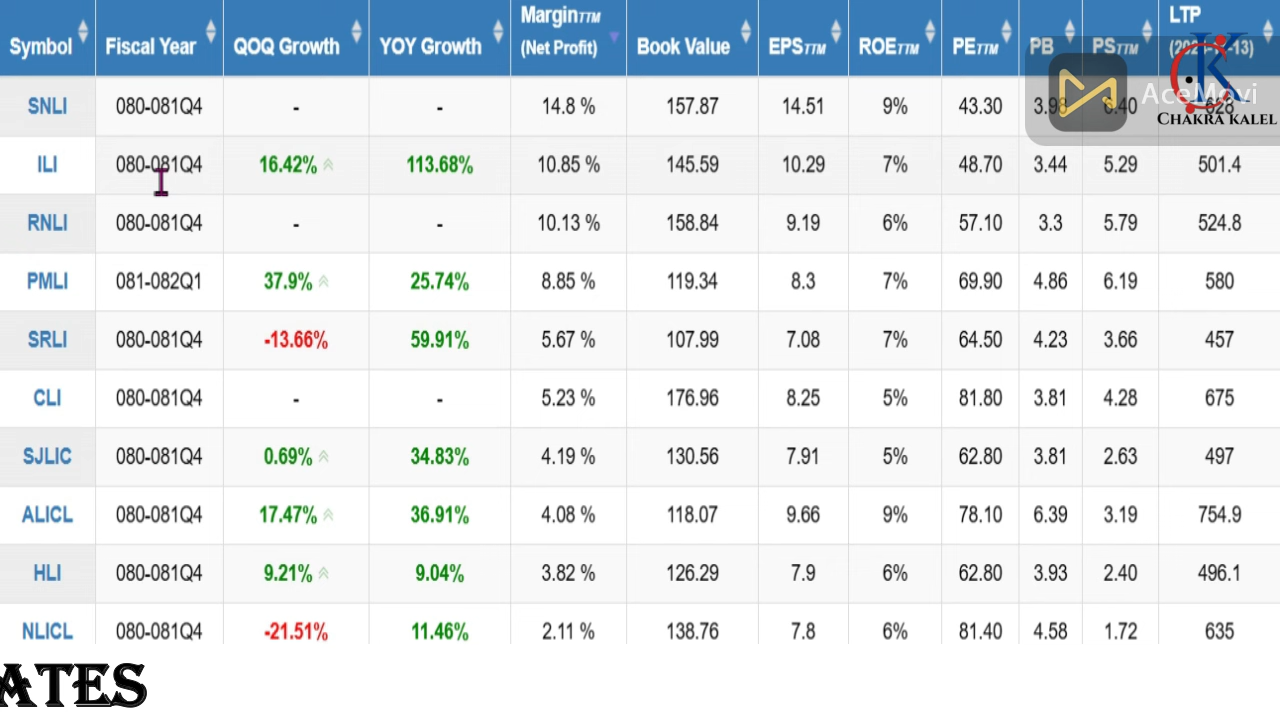 Symbol Fiscal Year QOQ Growth YOY Growth MarginTTM (Net Profit) Book Value EPSTTM ROETTM PETTM PB PSTTM LTP
SNLI 080-081Q4 - - 14.8 % 157.87 14.51 9% 43.30 3.98 6.40 628
AceMovi
CHAKRA KALEL
ILI 080-081Q4 16.42% 113.68% 10.85 % 145.59 10.29 7% 48.70 3.44 5.29 501.4
RNLI 080-081Q4 - - 10.13 % 158.84 9.19 6% 57.10 3.3 5.79 524.8
PMLI 081-082Q1 37.9% 25.74% 8.85 % 119.34 8.3 7% 69.90 4.86 6.19 580
SRLI 080-081Q4 -13.66% 59.91% 5.67 % 107.99 7.08 7% 64.50 4.23 3.66 457
CLI 080-081Q4 - - 5.23 % 176.96 8.25 5% 81.80 3.81 4.28 675
SJLIC 080-081Q4 0.69% 34.83% 4.19 % 130.56 7.91 5% 62.80 3.81 2.63 497
ALICL 080-081Q4 17.47% 36.91% 4.08 % 118.07 9.66 9% 78.10 6.39 3.19 754.9
HLI 080-081Q4 9.21% 9.04% 3.82 % 126.29 7.9 6% 62.80 3.93 2.40 496.1
NLICL 080-081Q4 -21.51% 11.46% 2.11 % 138.76 7.8 6% 81.40 4.58 1.72 635
ATES